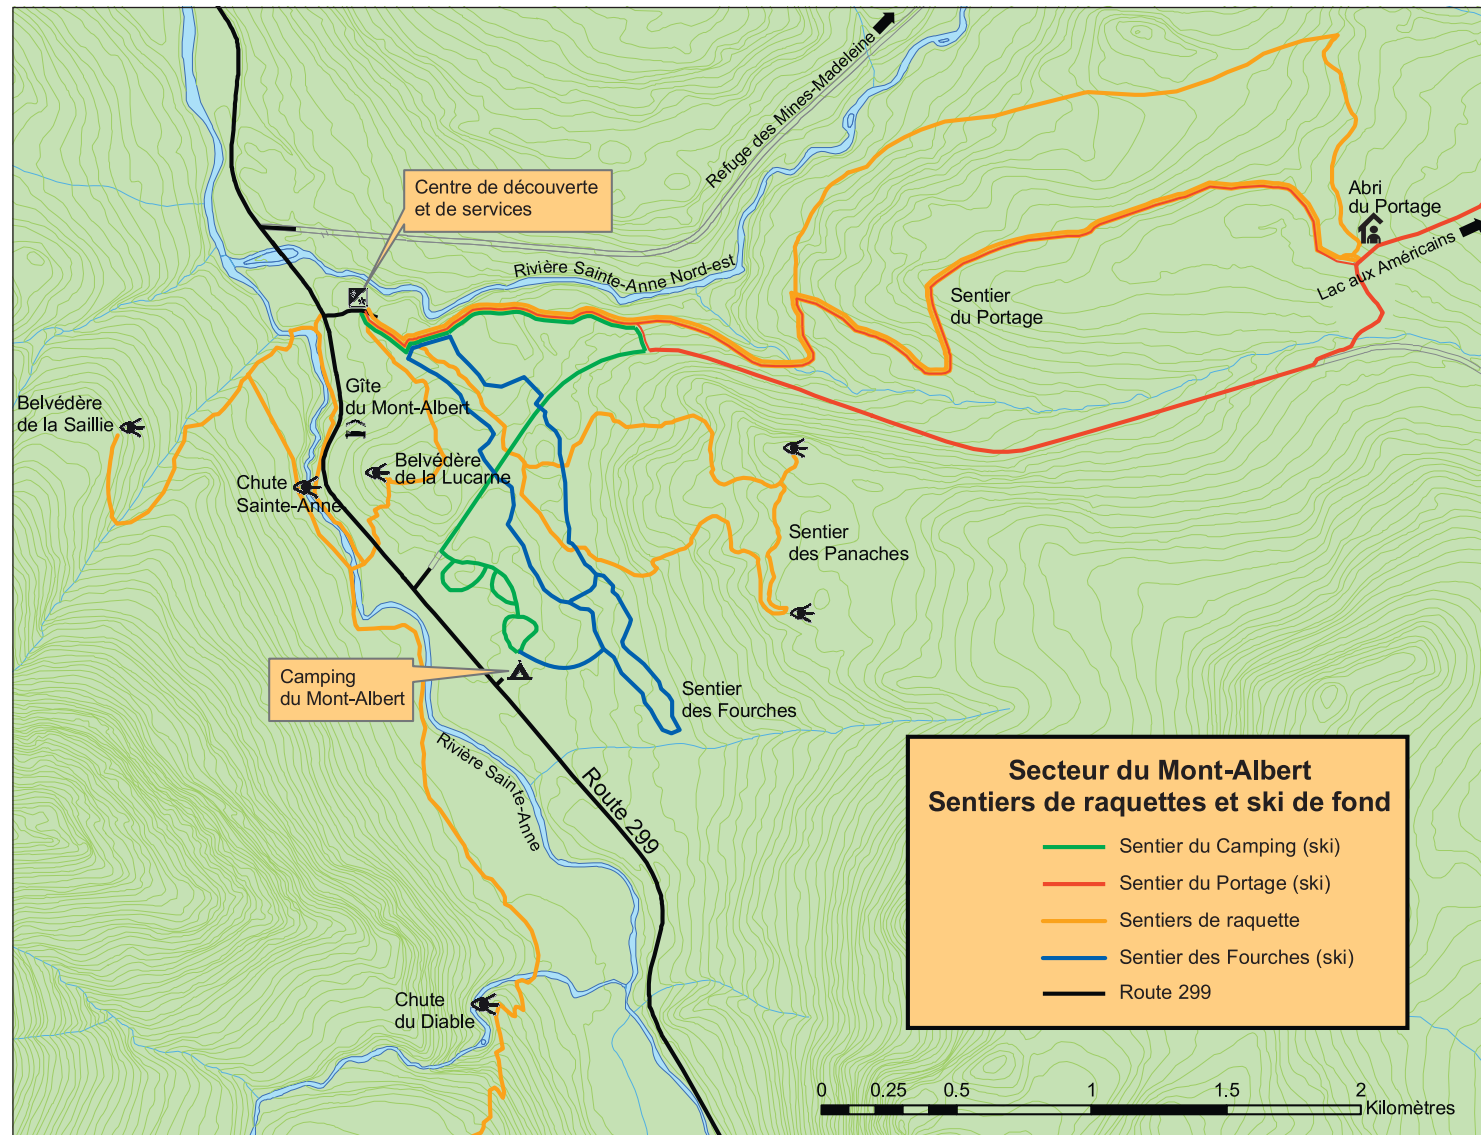 Refuge des Mines-Madeleine
Centre de découverte
et de services
Abri
du Portage
Rivière Sainte-Anne Nord-est
Lac aux Américains
Sentier
du Portage
Gîte
du Mont-Albert
Belvédère
de la Saillie
Belvédère
de la Lucarne
Chute
Sainte-Anne
Sentier
des Panaches
Camping
du Mont-Albert
Sentier
des Fourches
Rivière Sainte-Anne
Route 299
Chute
du Diable
Secteur du Mont-Albert
Sentiers de raquettes et ski de fond
Sentier du Camping (ski)
Sentier du Portage (ski)
Sentiers de raquette
Sentier des Fourches (ski)
Route 299
0 0.25 0.5 1 1.5 2
Kilomètres